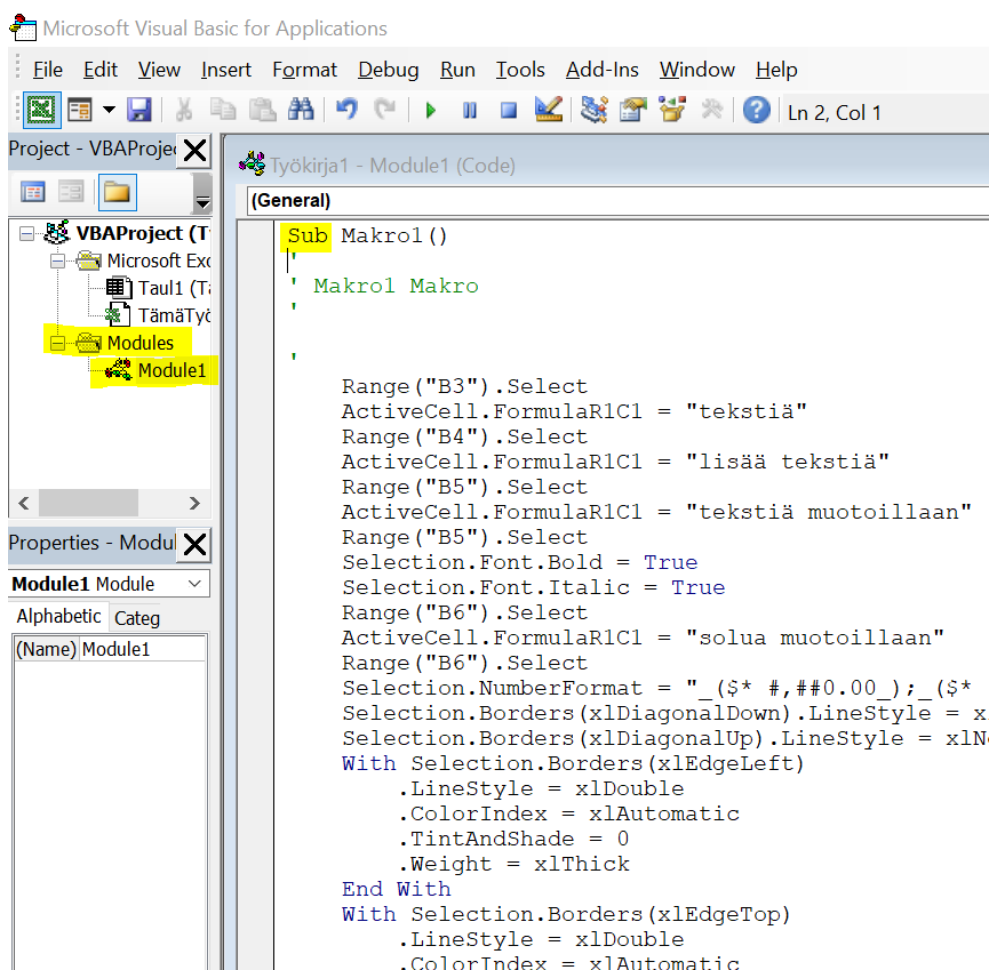 Microsoft Visual Basic for Applications
File Edit View Insert Format Debug Run Tools Add-Ins Window Help
Ln 2, Col 1
Project - VBAProje
VBAProject (T
Microsoft Exc
Taul1 (Ta
TämäTyö
Modules
Module1
Properties - Modul
Module1 Module
Alphabetic Categ
(Name) Module1
Työkirja1 - Module1 (Code)
(General)
Sub Makro1()
'
' Makro1 Makro
'
'
Range("B3").Select
ActiveCell.FormulaR1C1 = "tekstiä"
Range("B4").Select
ActiveCell.FormulaR1C1 = "lisää tekstiä"
Range("B5").Select
ActiveCell.FormulaR1C1 = "tekstiä muotoillaan"
Range("B5").Select
Selection.Font.Bold = True
Selection.Font.Italic = True
Range("B6").Select
ActiveCell.FormulaR1C1 = "solua muotoillaan"
Range("B6").Select
Selection.NumberFormat = "_($* #,##0.00_);_($*
Selection.Borders(xlDiagonalDown).LineStyle = x
Selection.Borders(xlDiagonalUp).LineStyle = xlN
With Selection.Borders(xlEdgeLeft)
.LineStyle = xlDouble
.ColorIndex = xlAutomatic
.TintAndShade = 0
.Weight = xlThick
End With
With Selection.Borders(xlEdgeTop)
.LineStyle = xlDouble
.ColorIndex = xlAutomatic